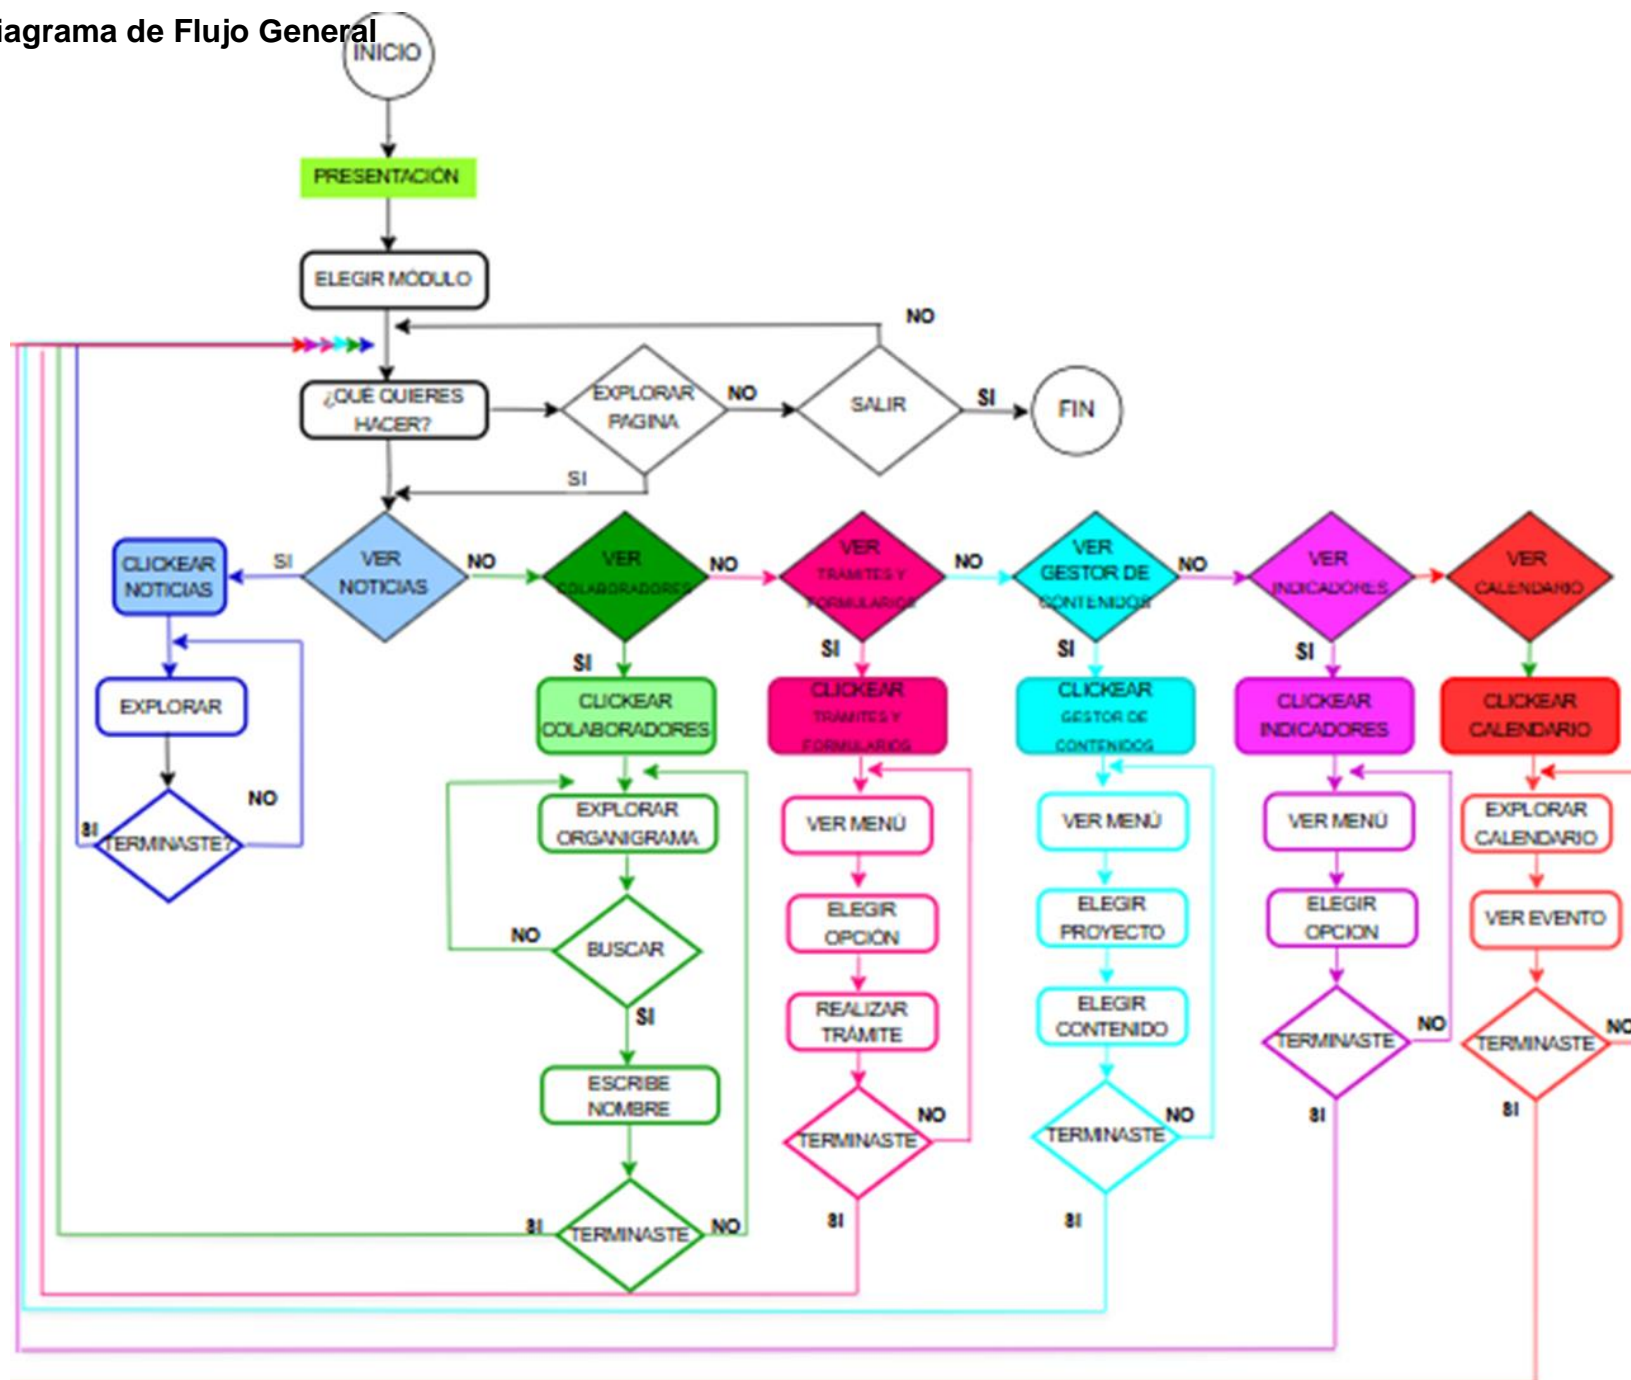 iagrama de Flujo General
INICIO
PRESENTACIÓN
ELEGIR MÓDULO
NO
¿QUÉ QUIERES
HACER?
EXPLORAR
PAGINA
NO
SALIR
SI
FIN
SI
CLICKEAR
NOTICIAS
SI
VER
NOTICIAS
NO
VER
COLABORADORES
NO
VER
TRAMITES Y
FORMULARIOS
NO
VER
GESTOR DE
CONTENIDOS
NO
VER
INDICADORES
VER
CALENDARIO
SI
SI
SI
SI
EXPLORAR
NO
SI
TERMINASTE?
CLICKEAR
COLABORADORES
EXPLORAR
ORGANIGRAMA
NO
BUSCAR
SI
ESCRIBE
NOMBRE
SI
TERMINASTE
NO
CLICKEAR
TRAMITES Y
FORMULARIOS
VER MENÚ
ELEGIR
OPCIÓN
REALIZAR
TRÁMITE
NO
TERMINASTE
SI
CLICKEAR
GESTOR DE
CONTENIDOS
VER MENÚ
ELEGIR
PROYECTO
ELEGIR
CONTENIDO
NO
TERMINASTE
SI
CLICKEAR
INDICADORES
VER MENÚ
ELEGIR
OPCION
NO
TERMINASTE
SI
CLICKEAR
CALENDARIO
EXPLORAR
CALENDARIO
VER EVENTO
NO
TERMINASTE
SI